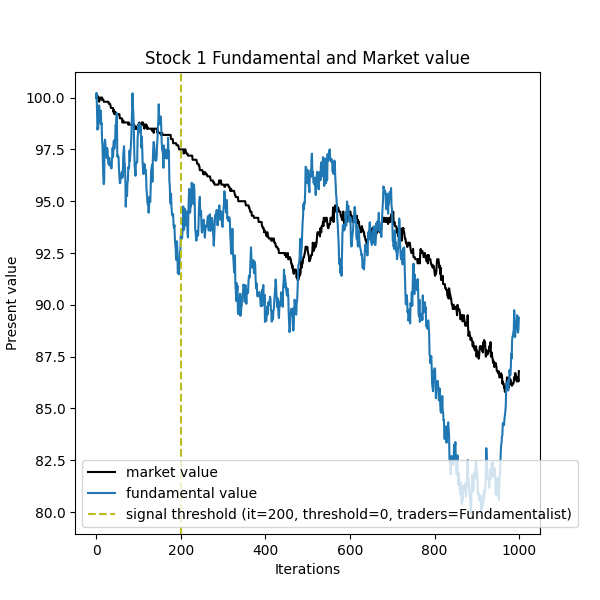 Stock 1 Fundamental and Market value
100.0
97.5
95.0
92.5
90.0
87.5
85.0
82.5
80.0
Present value
market value
fundamental value
signal threshold (it=200, threshold=0, traders=Fundamentalist)
0 200 400 600 800 1000
Iterations